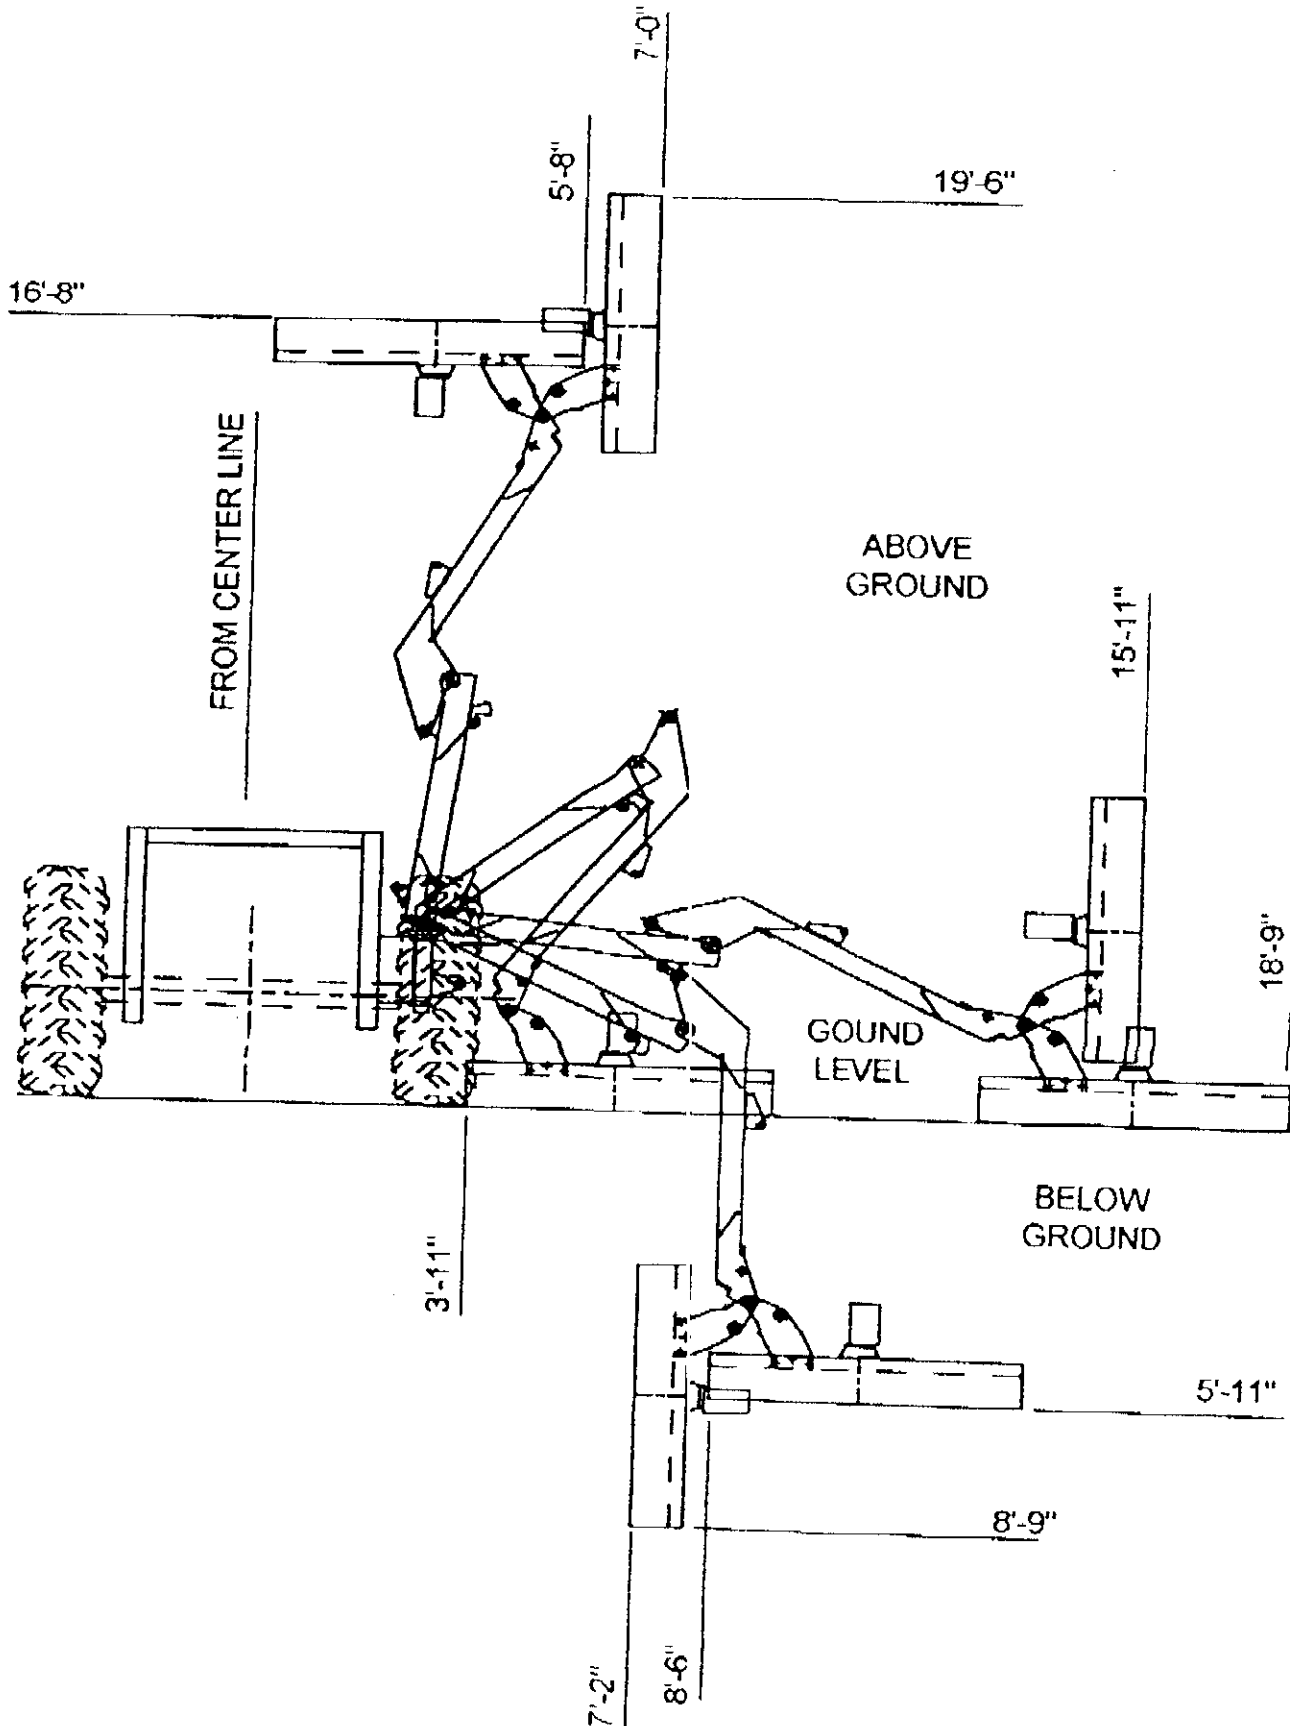 7'-0"
5'-8"
19'-6"
16'-8"
FROM CENTER LINE
ABOVE
GROUND
15'-11"
18'-9"
GOUND
LEVEL
BELOW
GROUND
3'-11"
5'-11"
8'-9"
8'-6"
7'-2"